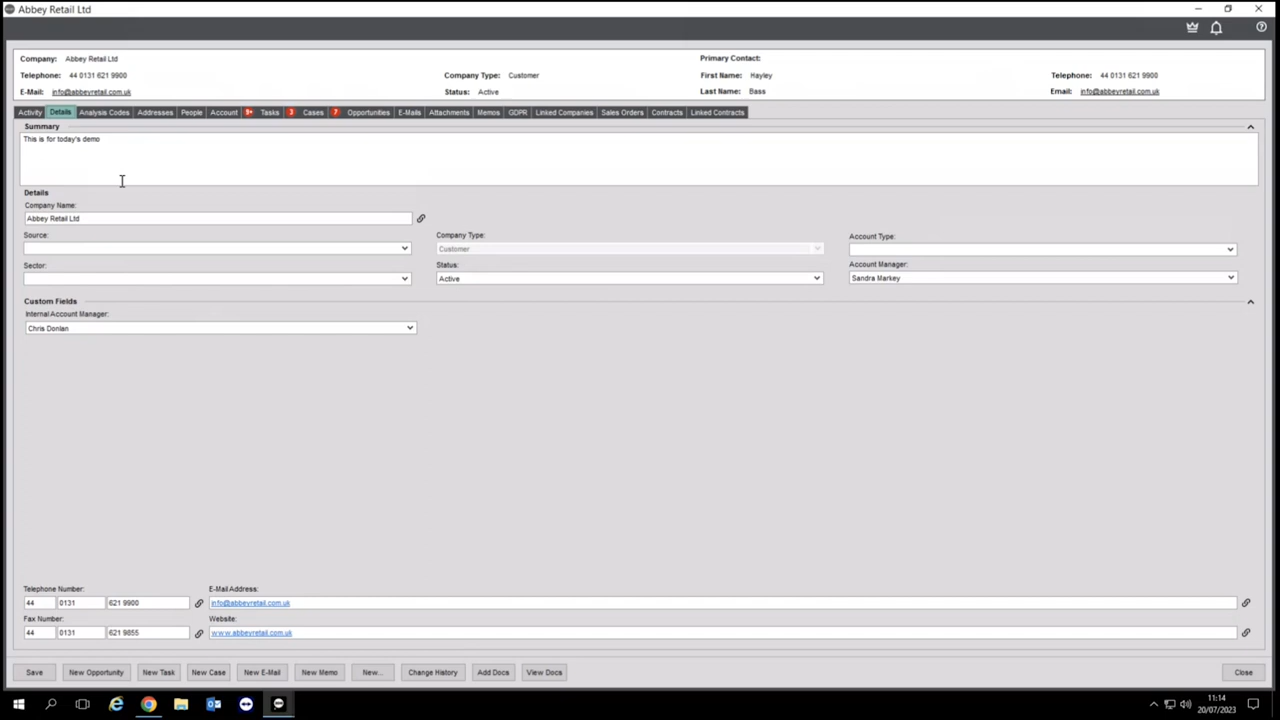 Abbey Retail Ltd
Company: Abbey Retail Ltd
Primary Contact:
Telephone: 44 0131 621 9900
Company Type: Customer
First Name: Hayley
Telephone: 44 0131 621 9900
E-Mail: info@abbeyretail.com.uk
Status: Active
Last Name: Bass
Email: info@abbeyretail.com.uk
Activity Details Analysis Codes Addresses People Account 9+ Tasks 3 Cases 7 Opportunities E-Mails Attachments Memos GDPR Linked Companies Sales Orders Contracts Linked Contracts
Summary
This is for today's demo
Details
Company Name:
Abbey Retail Ltd
Source:
Company Type:
Account Type:
Customer
Sector:
Status:
Account Manager:
Active
Sandra Markey
Custom Fields
Internal Account Manager:
Chris Donlan
Telephone Number:
E-Mail Address:
44 0131 621 9900
info@abbeyretail.com.uk
Fax Number:
Website:
44 0131 621 9855
www.abbeyretail.com.uk
Save New Opportunity New Task New Case New E-Mail New Memo New... Change History Add Docs View Docs Close
11:14
20/07/2023